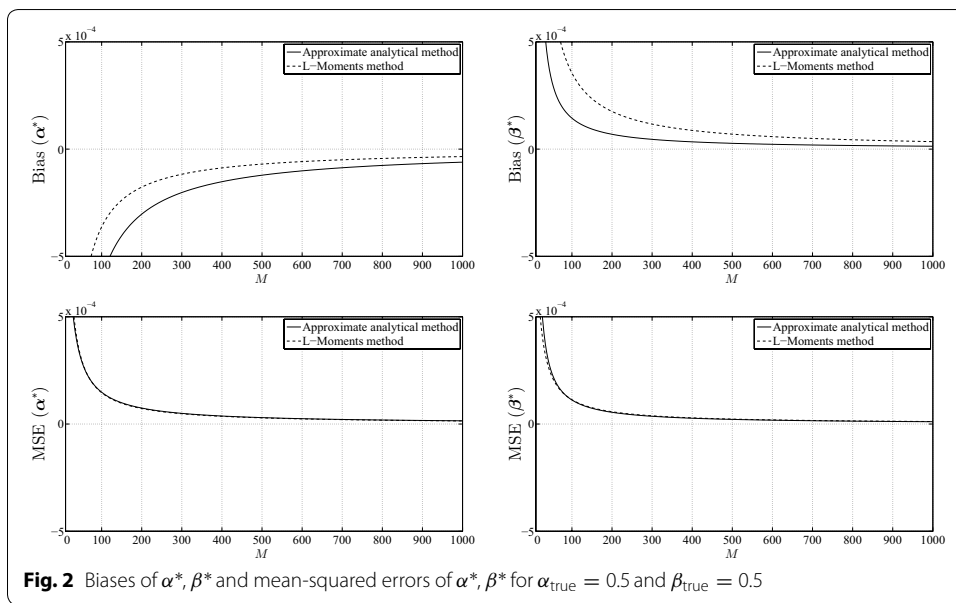 5 x 10⁻⁴
Approximate analytical method
L−Moments method
Bias (α*)
0
−5
0 100 200 300 400 500 600 700 800 900 1000
M
5 x 10⁻⁴
Approximate analytical method
L−Moments method
Bias (β*)
0
−5
0 100 200 300 400 500 600 700 800 900 1000
M
5 x 10⁻⁴
Approximate analytical method
L−Moments method
MSE (α*)
0
−5
0 100 200 300 400 500 600 700 800 900 1000
M
5 x 10⁻⁴
Approximate analytical method
L−Moments method
MSE (β*)
0
−5
0 100 200 300 400 500 600 700 800 900 1000
M
Fig. 2 Biases of α*, β* and mean-squared errors of α*, β* for α_true = 0.5 and β_true = 0.5